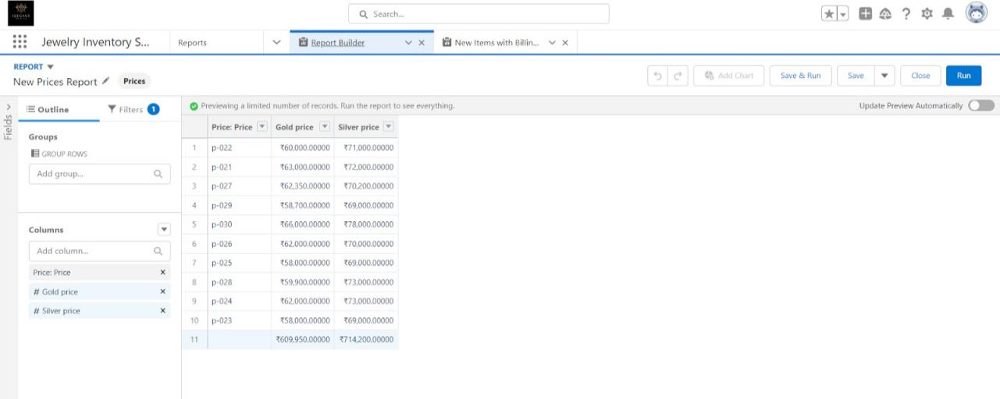 ELEGANT
Search...
Jewelry Inventory S...
Reports
Report Builder
New Items with Billin...
REPORT
New Prices Report
Prices
Add Chart
Save & Run
Save
Close
Run
Fields
Outline
Filters 1
Previewing a limited number of records. Run the report to see everything.
Update Preview Automatically
Groups
GROUP ROWS
Add group...
Columns
Add column...
Price: Price
# Gold price
# Silver price
Price: Price Gold price Silver price
1 p-022 ₹60,000.00000 ₹71,000.00000
2 p-021 ₹63,000.00000 ₹72,000.00000
3 p-027 ₹62,350.00000 ₹70,200.00000
4 p-029 ₹58,700.00000 ₹69,000.00000
5 p-030 ₹66,000.00000 ₹78,000.00000
6 p-026 ₹62,000.00000 ₹70,000.00000
7 p-025 ₹58,000.00000 ₹69,000.00000
8 p-028 ₹59,900.00000 ₹73,000.00000
9 p-024 ₹62,000.00000 ₹73,000.00000
10 p-023 ₹58,000.00000 ₹69,000.00000
11 ₹609,950.00000 ₹714,200.00000